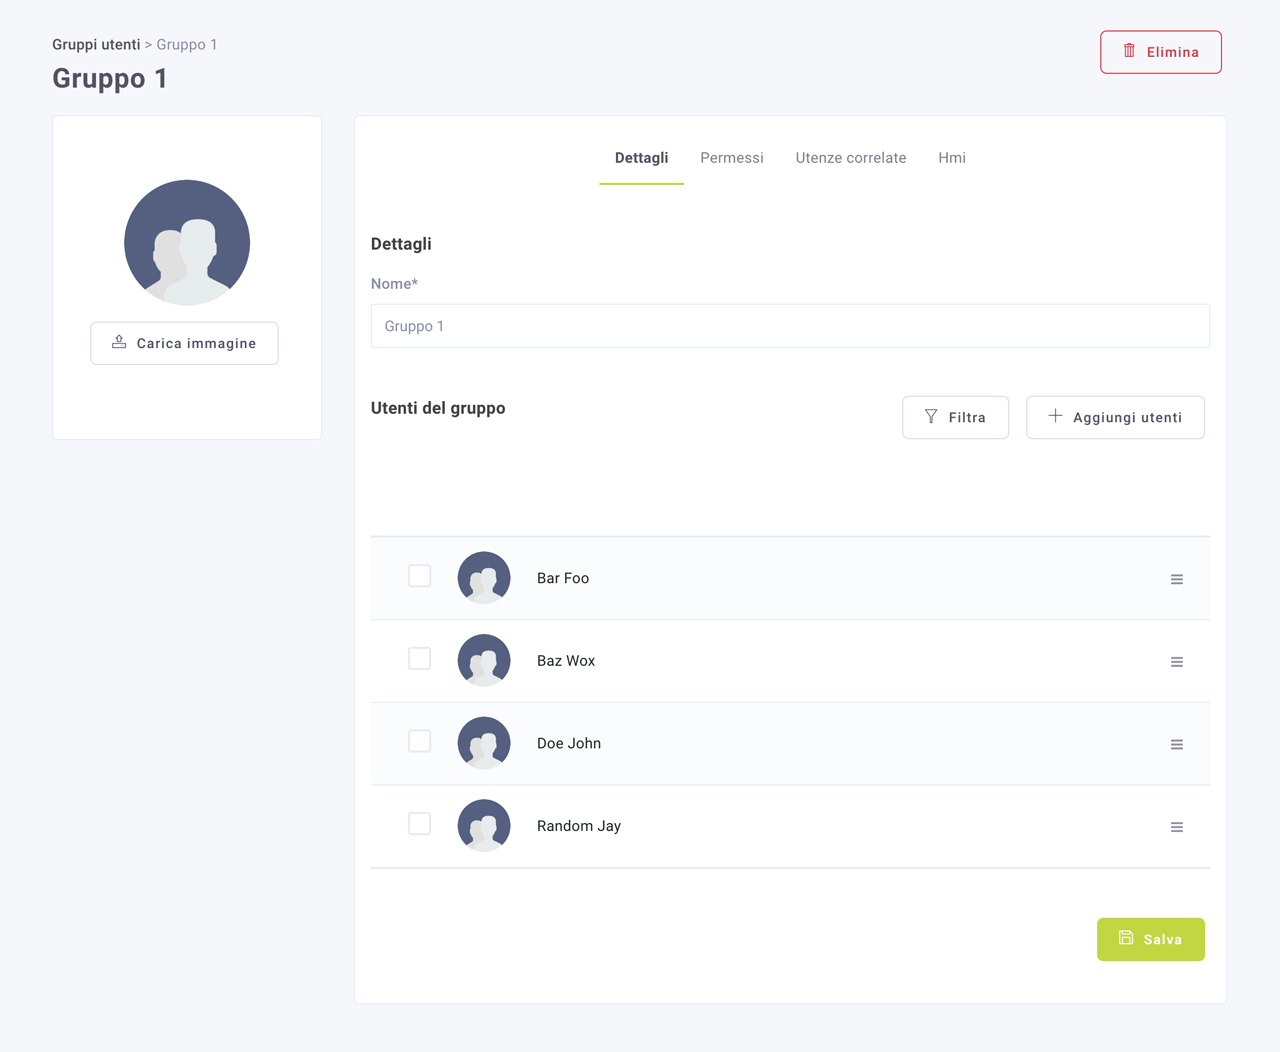 Gruppi utenti > Gruppo 1
Gruppo 1
Elimina
Carica immagine
Dettagli
Permessi
Utenze correlate
Hmi
Dettagli
Nome*
Gruppo 1
Utenti del gruppo
Filtra
Aggiungi utenti
Bar Foo
Baz Wox
Doe John
Random Jay
Salva